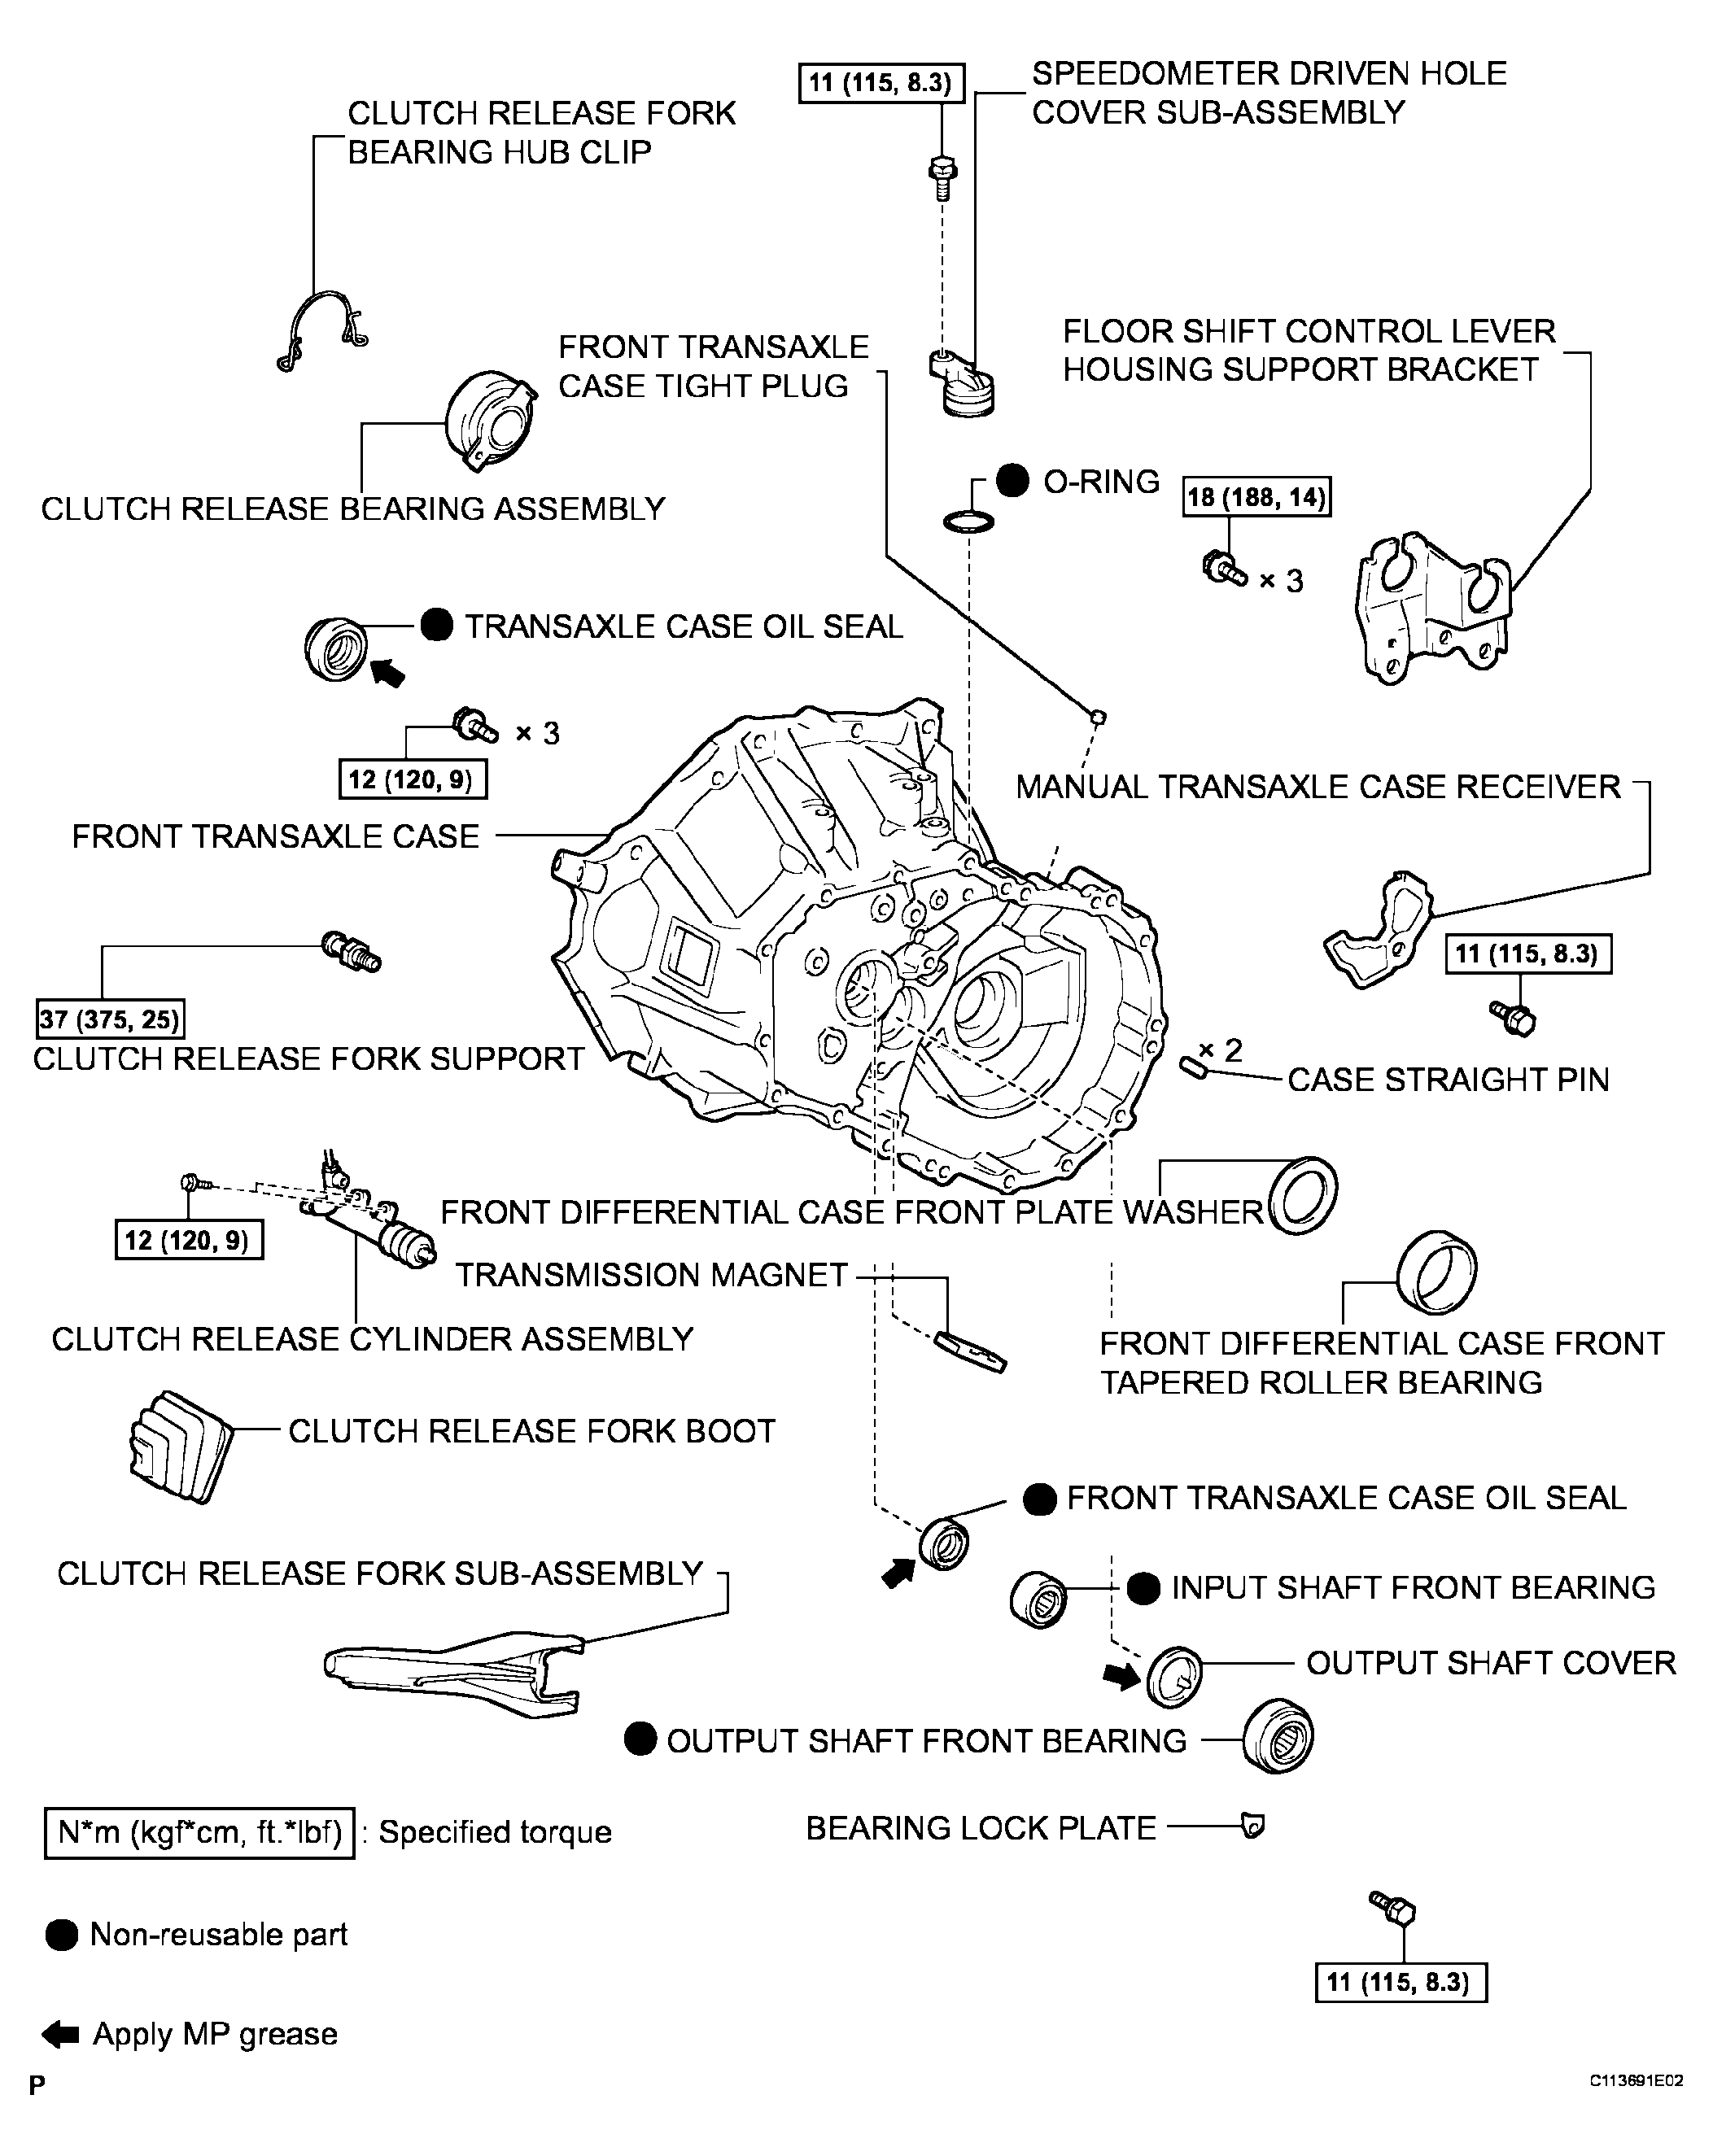 11 (115, 8.3)
SPEEDOMETER DRIVEN HOLE
COVER SUB-ASSEMBLY
CLUTCH RELEASE FORK
BEARING HUB CLIP
FRONT TRANSAXLE
CASE TIGHT PLUG
FLOOR SHIFT CONTROL LEVER
HOUSING SUPPORT BRACKET
O-RING
18 (188, 14)
× 3
CLUTCH RELEASE BEARING ASSEMBLY
TRANSAXLE CASE OIL SEAL
× 3
12 (120, 9)
MANUAL TRANSAXLE CASE RECEIVER
FRONT TRANSAXLE CASE
11 (115, 8.3)
37 (375, 25)
CLUTCH RELEASE FORK SUPPORT
× 2
CASE STRAIGHT PIN
12 (120, 9)
FRONT DIFFERENTIAL CASE FRONT PLATE WASHER
TRANSMISSION MAGNET
CLUTCH RELEASE CYLINDER ASSEMBLY
FRONT DIFFERENTIAL CASE FRONT
TAPERED ROLLER BEARING
CLUTCH RELEASE FORK BOOT
FRONT TRANSAXLE CASE OIL SEAL
CLUTCH RELEASE FORK SUB-ASSEMBLY
INPUT SHAFT FRONT BEARING
OUTPUT SHAFT COVER
OUTPUT SHAFT FRONT BEARING
BEARING LOCK PLATE
N*m (kgf*cm, ft.*lbf) : Specified torque
Non-reusable part
11 (115, 8.3)
Apply MP grease
P
C113691E02